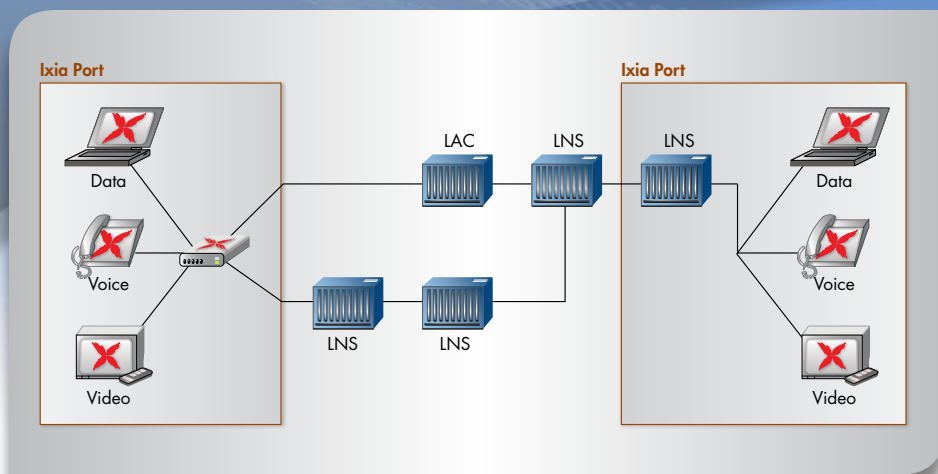 Ixia Port
Ixia Port
LAC
LNS
LNS
Data
Data
Voice
Voice
LNS
LNS
Video
Video